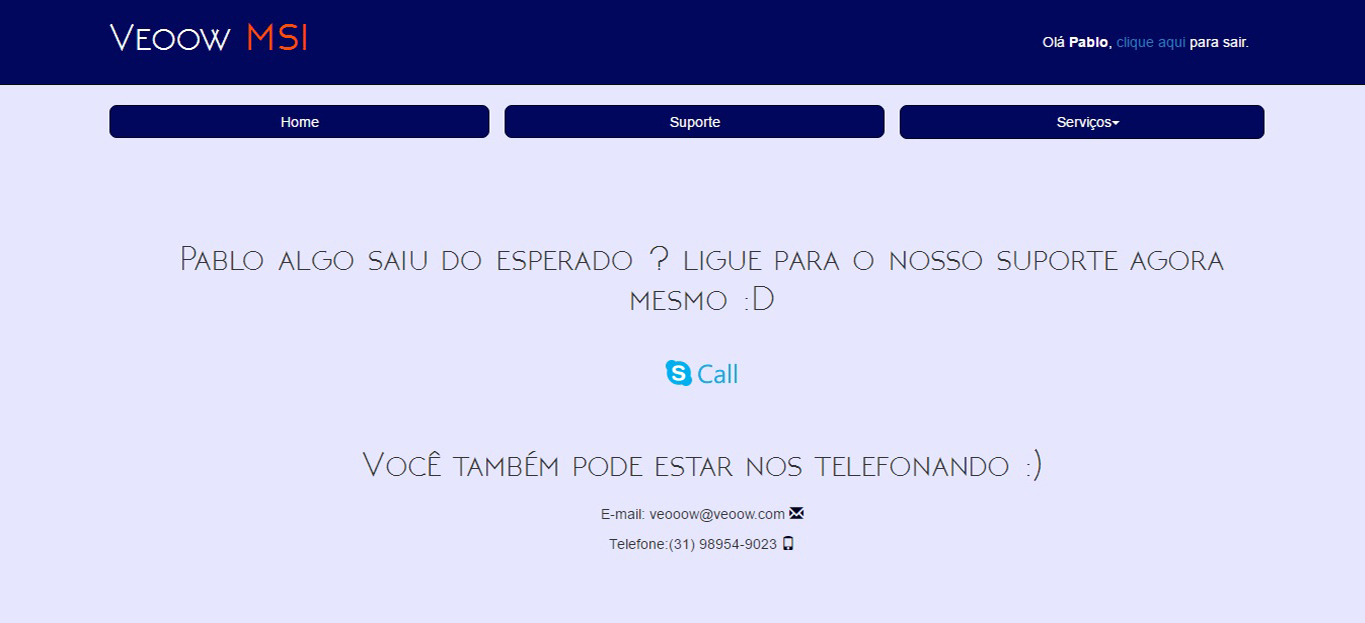 Veoow MSI
Olá Pablo, clique aqui para sair.
Home
Suporte
Serviços
Pablo algo saiu do esperado ? ligue para o nosso suporte agora
mesmo :D
S Call
Você também pode estar nos telefonando :)
E-mail: veooow@veoow.com
Telefone:(31) 98954-9023